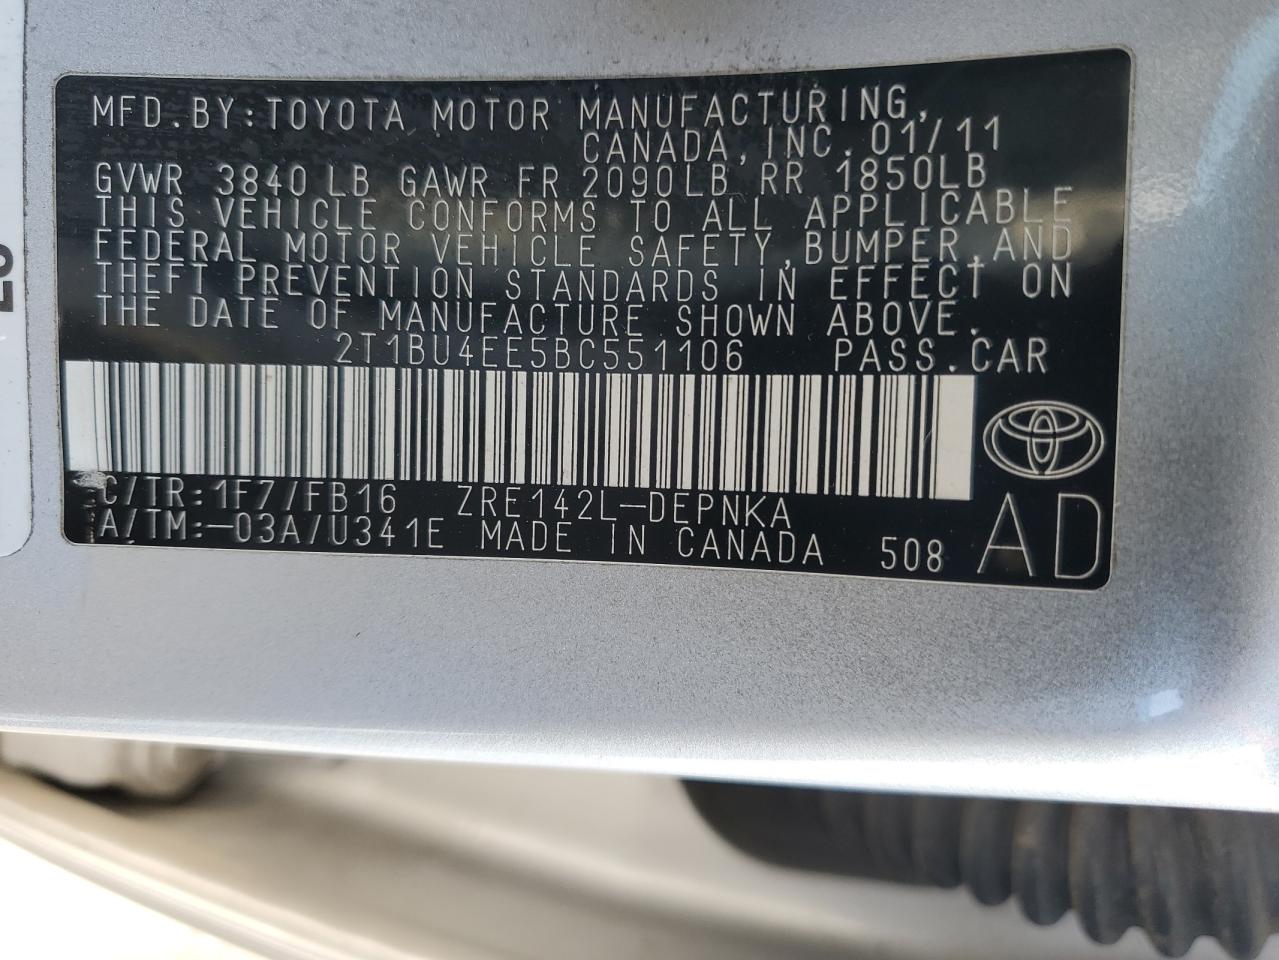 MFD.BY:TOYOTA MOTOR MANUFACTURING,
CANADA,INC. 01/11
GVWR 3840LB GAWR FR 2090LB RR 1850LB
THIS VEHICLE CONFORMS TO ALL APPLICABLE
FEDERAL MOTOR VEHICLE SAFETY,BUMPER,AND
THEFT PREVENTION STANDARDS IN EFFECT ON
THE DATE OF MANUFACTURE SHOWN ABOVE.
2T1BU4EE5BC551106 PASS.CAR
C/TR:1F7/FB16 ZRE142L-DEPNKA
A/TM:-03A/U341E MADE IN CANADA 508 AD